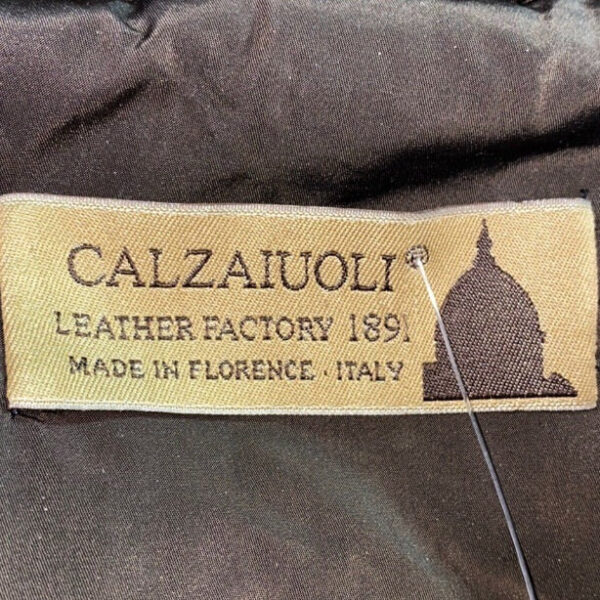 CALZAIUOLI
LEATHER FACTORY 1891
MADE IN FLORENCE · ITALY